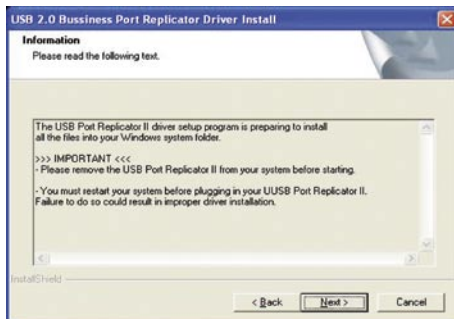 USB 2.0 Bussiness Port Replicator Driver Install
Information
Please read the following text.
The USB Port Replicator II driver setup program is preparing to install
all the files into your Windows system folder.
>>> IMPORTANT <<<
- Please remove the USB Port Replicator II from your system before starting.
- You must restart your system before plugging in your UUSB Port Replicator II.
Failure to do so could result in improper driver installation.
InstallShield
< Back
Next >
Cancel